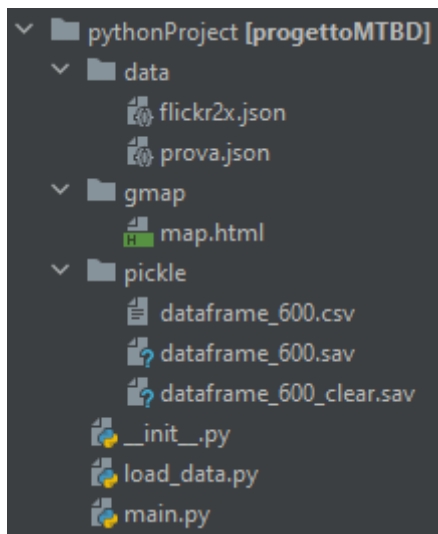 pythonProject [progettoMTBD]
data
flickr2x.json
prova.json
gmap
H map.html
pickle
dataframe_600.csv
dataframe_600.sav
dataframe_600_clear.sav
__init__.py
load_data.py
main.py